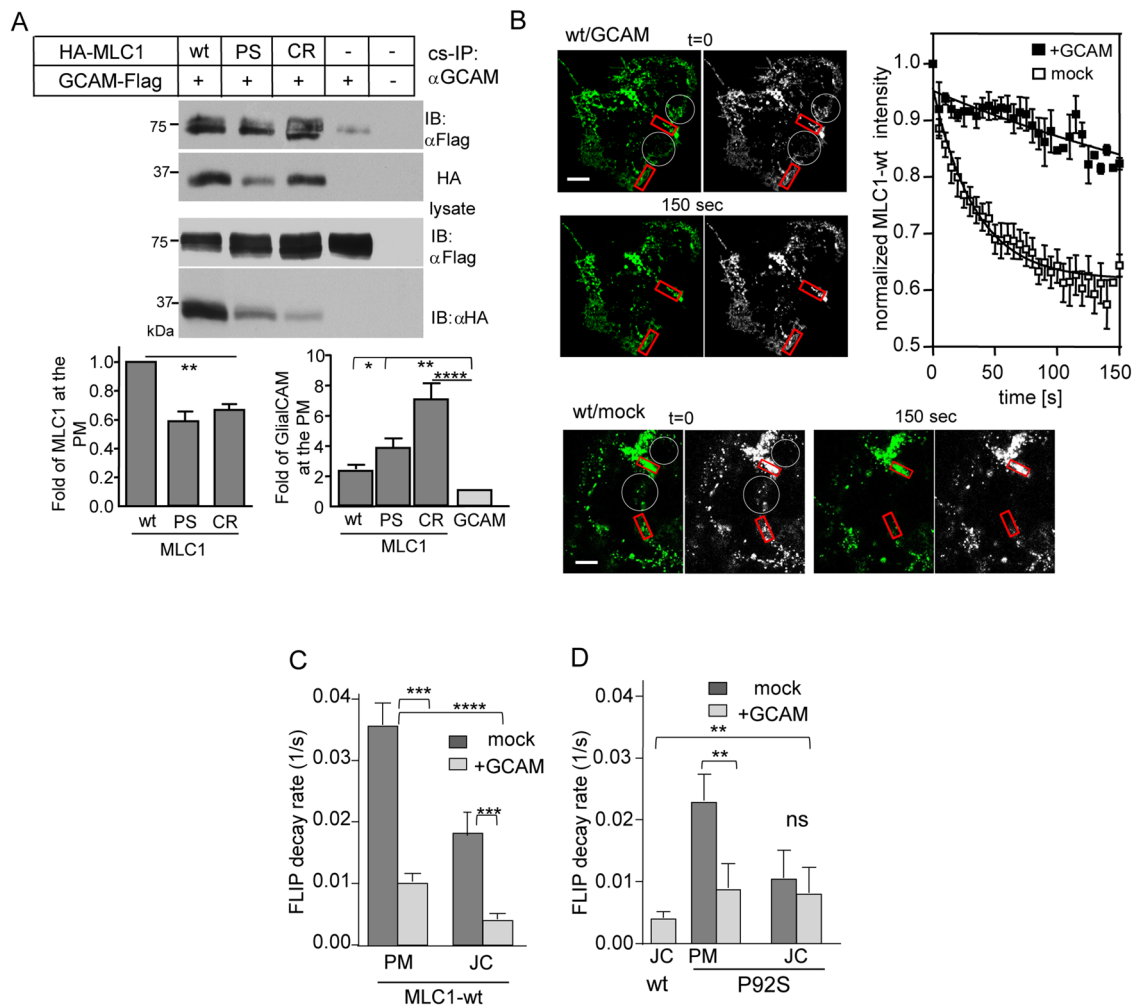 A
HA-MLC1 wt PS CR - - cs-IP:
GCAM-Flag + + + + - αGCAM
75 IB: αFlag
37 HA
lysate
75 IB: αFlag
37 IB:αHA
kDa
Fold of MLC1 at the PM
1.0
0.8
0.6
0.4
0.2
0.0
**
wt PS CR
MLC1
Fold of GlialCAM at the PM
10
8
6
4
2
0
* ** ****
wt PS CR GCAM
MLC1
B
wt/GCAM t=0
150 sec
normalized MLC1-wt intensity
1.0
0.9
0.8
0.7
0.6
0.5
+GCAM
mock
0 50 100 150
time [s]
wt/mock t=0 150 sec
C
FLIP decay rate (1/s)
0.04
0.03
0.02
0.01
0.00
***
****
mock
+GCAM
***
PM JC
MLC1-wt
D
FLIP decay rate (1/s)
0.04
0.03
0.02
0.01
0.00
mock
+GCAM
**
**
ns
JC PM JC
wt P92S